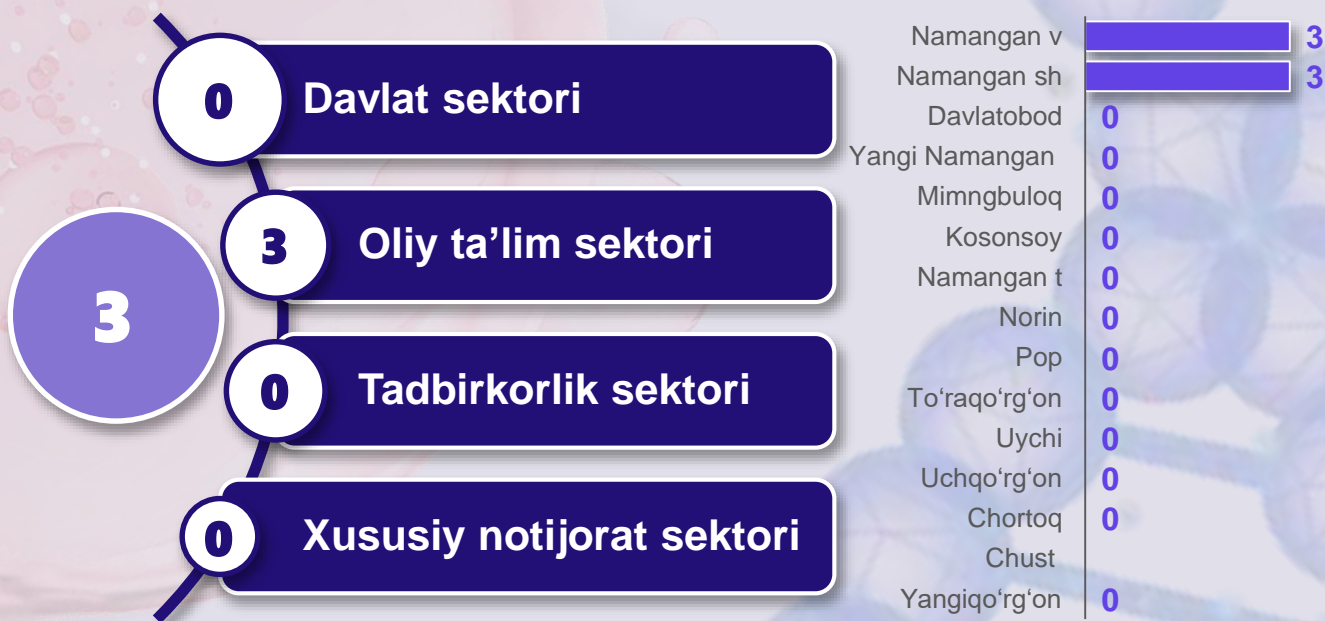 3
0 Davlat sektori
3 Oliy ta’lim sektori
0 Tadbirkorlik sektori
0 Xususiy notijorat sektori
Namangan v 3
Namangan sh 3
Davlatobod 0
Yangi Namangan 0
Mimngbuloq 0
Kosonsoy 0
Namangan t 0
Norin 0
Pop 0
To‘raqo‘rg‘on 0
Uychi 0
Uchqo‘rg‘on 0
Chortoq 0
Chust
Yangiqo‘rg‘on 0